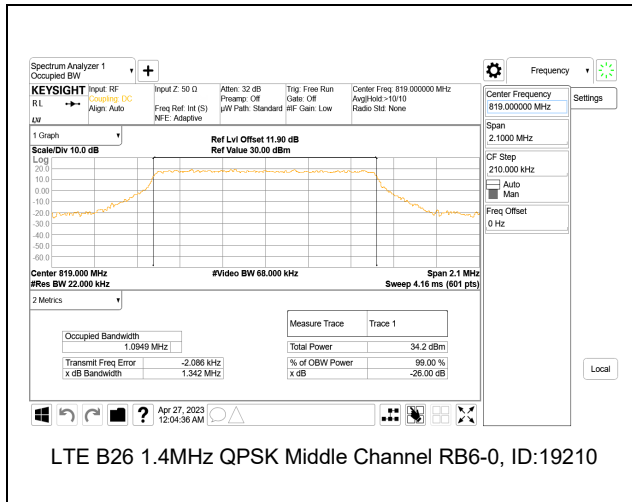 Spectrum Analyzer 1
Occupied BW
Frequency
KEYSIGHT
Input: RF
Coupling: DC
Align: Auto
RL
LXI
Input Z: 50 Ω
Freq Ref: Int (S)
NFE: Adaptive
Atten: 32 dB
Preamp: Off
µW Path: Standard
Trig: Free Run
Gate: Off
#IF Gain: Low
Center Freq: 819.000000 MHz
Avg|Hold:>10/10
Radio Std: None
Center Frequency
819.000000 MHz
Settings
Span
2.1000 MHz
CF Step
210.000 kHz
Auto
Man
Freq Offset
0 Hz
Local
1 Graph
Scale/Div 10.0 dB
Ref Lvl Offset 11.90 dB
Ref Value 30.00 dBm
Log
20.0
10.0
0.00
-10.0
-20.0
-30.0
-40.0
-50.0
-60.0
Center 819.000 MHz
#Video BW 68.000 kHz
Span 2.1 MHz
#Res BW 22.000 kHz
Sweep 4.16 ms (601 pts)
2 Metrics
Measure Trace
Trace 1
Occupied Bandwidth
1.0949 MHz
Total Power
34.2 dBm
Transmit Freq Error
-2.086 kHz
% of OBW Power
99.00 %
x dB Bandwidth
1.342 MHz
x dB
-26.00 dB
Apr 27, 2023
12:04:36 AM
LTE B26 1.4MHz QPSK Middle Channel RB6-0, ID:19210